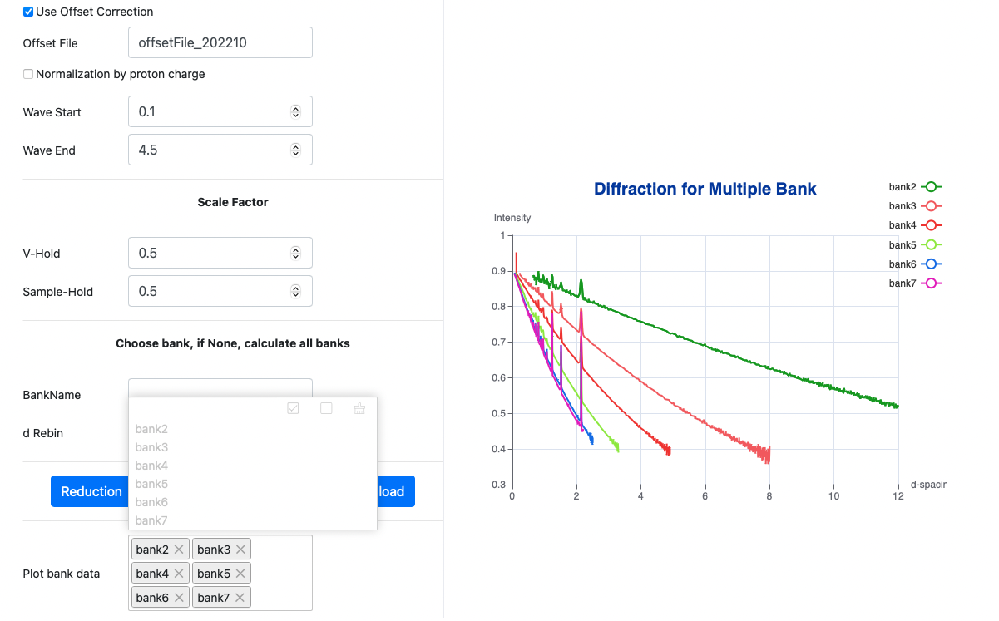 Use Offset Correction
Offset File
offsetFile_202210
Normalization by proton charge
Wave Start
0.1
Wave End
4.5
Scale Factor
V-Hold
0.5
Sample-Hold
0.5
Choose bank, if None, calculate all banks
BankName
d Rebin
bank2
bank3
bank4
bank5
bank6
bank7
Reduction
load
Plot bank data
bank2
bank3
bank4
bank5
bank6
bank7
Diffraction for Multiple Bank
bank2
bank3
bank4
bank5
bank6
bank7
Intensity
1
0.9
0.8
0.7
0.6
0.5
0.4
0.3
0 2 4 6 8 10 12
d-spacir